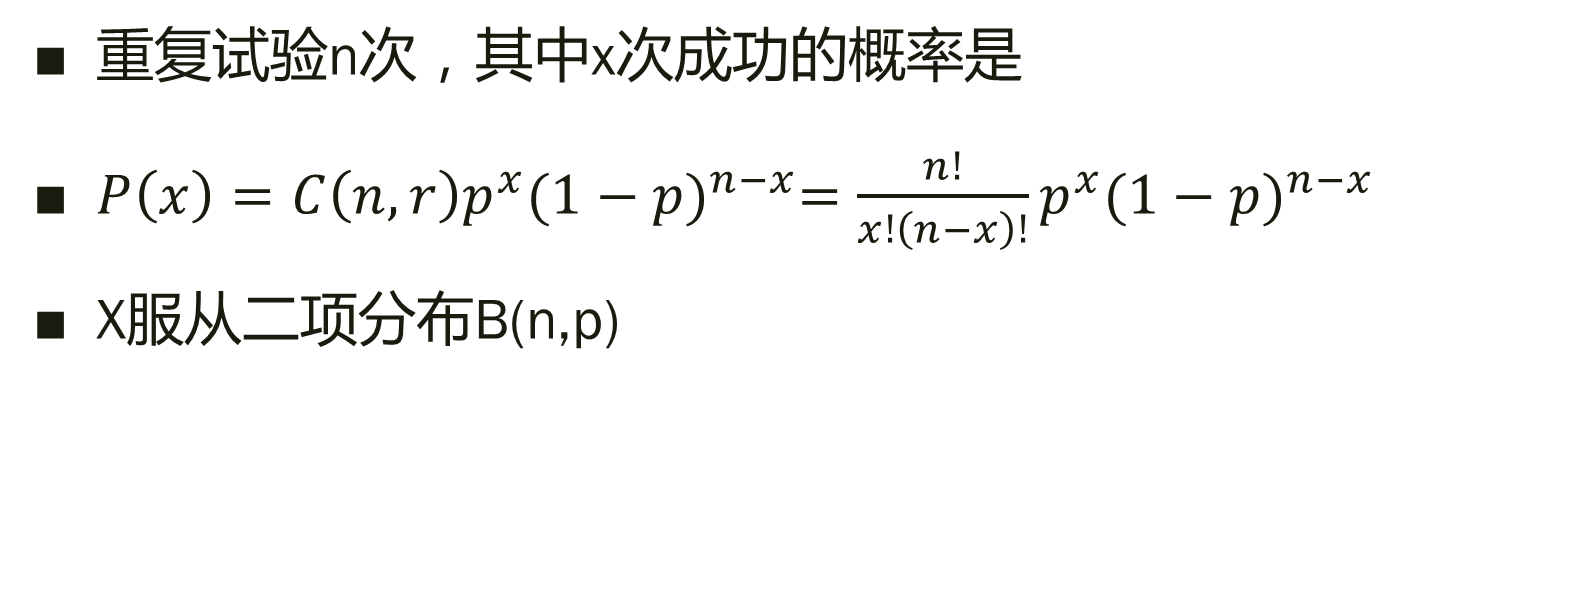 ■ 重复试验n次，其中x次成功的概率是
■ $P(x) = C(n,r)p^x(1-p)^{n-x} = \frac{n!}{x!(n-x)!}p^x(1-p)^{n-x}$
■ X服从二项分布B(n,p)